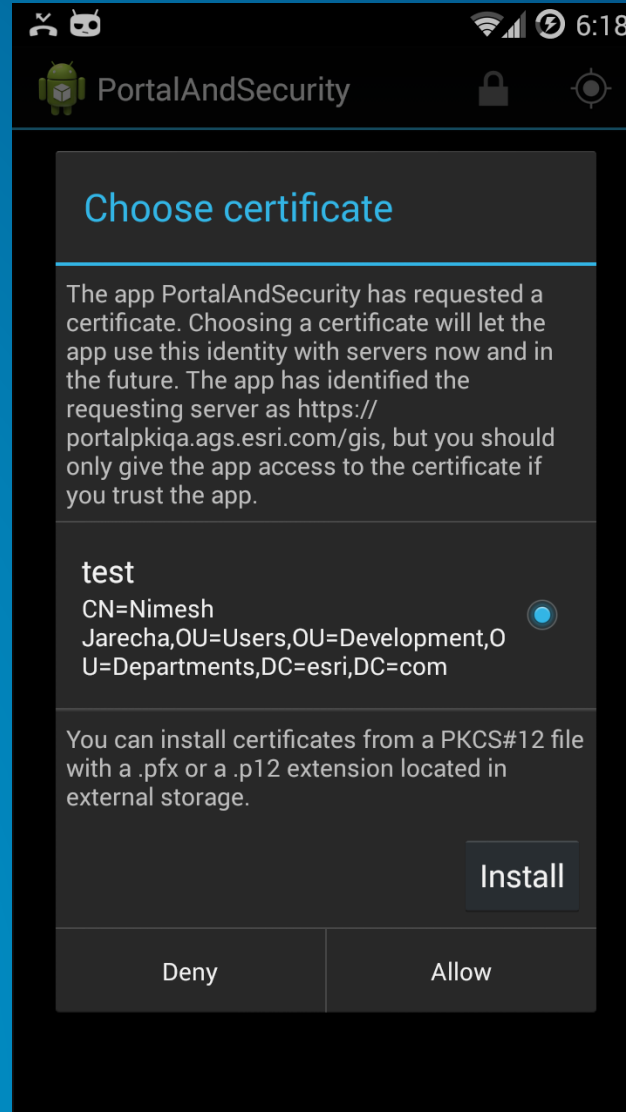 6:18
PortalAndSecurity
Choose certificate
The app PortalAndSecurity has requested a
certificate. Choosing a certificate will let the
app use this identity with servers now and in
the future. The app has identified the
requesting server as https://
portalpkiqa.ags.esri.com/gis, but you should
only give the app access to the certificate if
you trust the app.
test
CN=Nimesh
Jarecha,OU=Users,OU=Development,O
U=Departments,DC=esri,DC=com
You can install certificates from a PKCS#12 file
with a .pfx or a .p12 extension located in
external storage.
Install
Deny
Allow